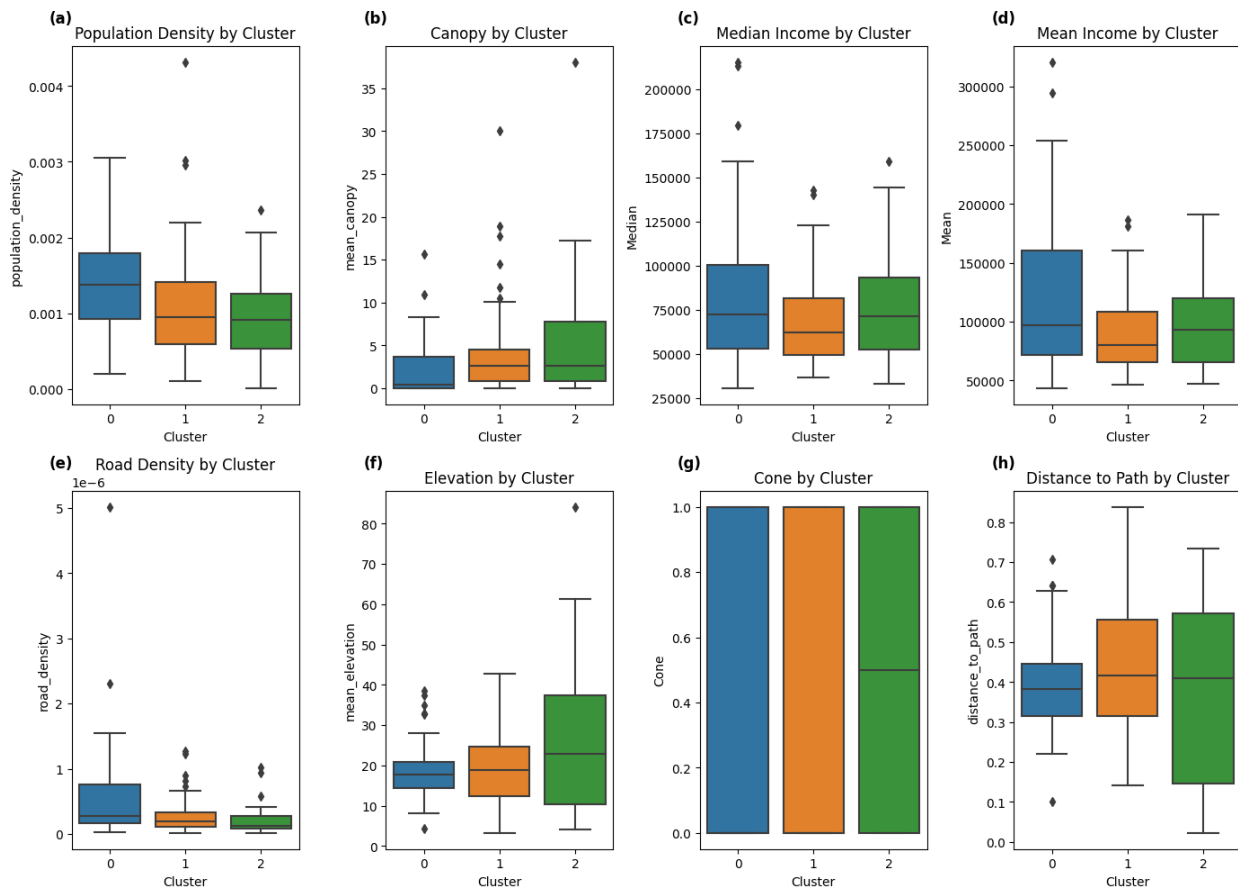 (a)
Population Density by Cluster
0.004
0.003
0.002
0.001
0.000
population_density
0
1
2
Cluster
(b)
Canopy by Cluster
35
30
25
20
15
10
5
0
mean_canopy
0
1
2
Cluster
(c)
Median Income by Cluster
200000
175000
150000
125000
100000
75000
50000
25000
Median
0
1
2
Cluster
(d)
Mean Income by Cluster
300000
250000
200000
150000
100000
50000
Mean
0
1
2
Cluster
(e)
Road Density by Cluster
1e−6
5
4
3
2
1
0
road_density
0
1
2
Cluster
(f)
Elevation by Cluster
80
70
60
50
40
30
20
10
0
mean_elevation
0
1
2
Cluster
(g)
Cone by Cluster
1.0
0.8
0.6
0.4
0.2
0.0
Cone
0
1
2
Cluster
(h)
Distance to Path by Cluster
0.8
0.7
0.6
0.5
0.4
0.3
0.2
0.1
0.0
distance_to_path
0
1
2
Cluster